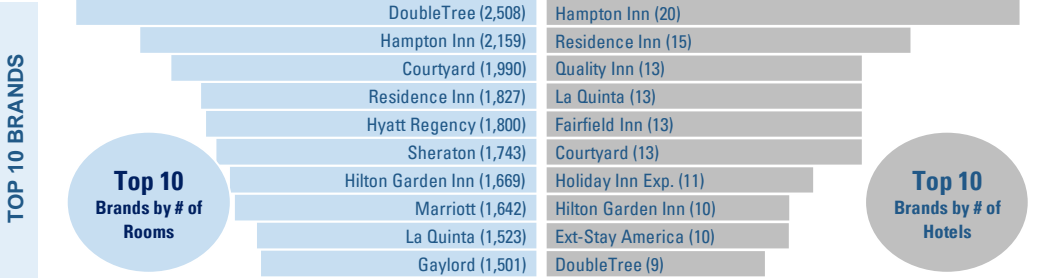 TOP 10 BRANDS
DoubleTree (2,508)
Hampton Inn (2,159)
Courtyard (1,990)
Residence Inn (1,827)
Hyatt Regency (1,800)
Sheraton (1,743)
Hilton Garden Inn (1,669)
Marriott (1,642)
La Quinta (1,523)
Gaylord (1,501)
Top 10
Brands by # of
Rooms
Hampton Inn (20)
Residence Inn (15)
Quality Inn (13)
La Quinta (13)
Fairfield Inn (13)
Courtyard (13)
Holiday Inn Exp. (11)
Hilton Garden Inn (10)
Ext-Stay America (10)
DoubleTree (9)
Top 10
Brands by # of
Hotels